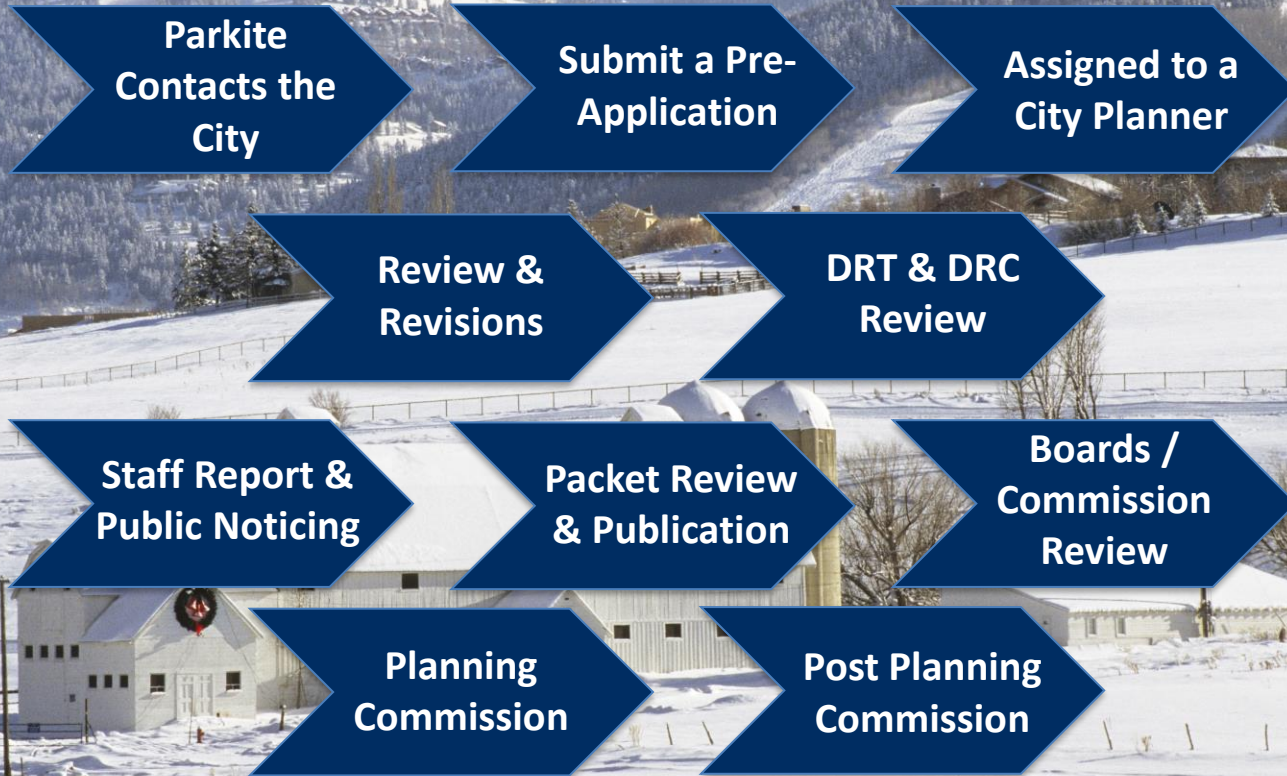 Parkite
Contacts the
City
Submit a Pre-
Application
Assigned to a
City Planner
Review &
Revisions
DRT & DRC
Review
Staff Report &
Public Noticing
Packet Review
& Publication
Boards /
Commission
Review
Planning
Commission
Post Planning
Commission